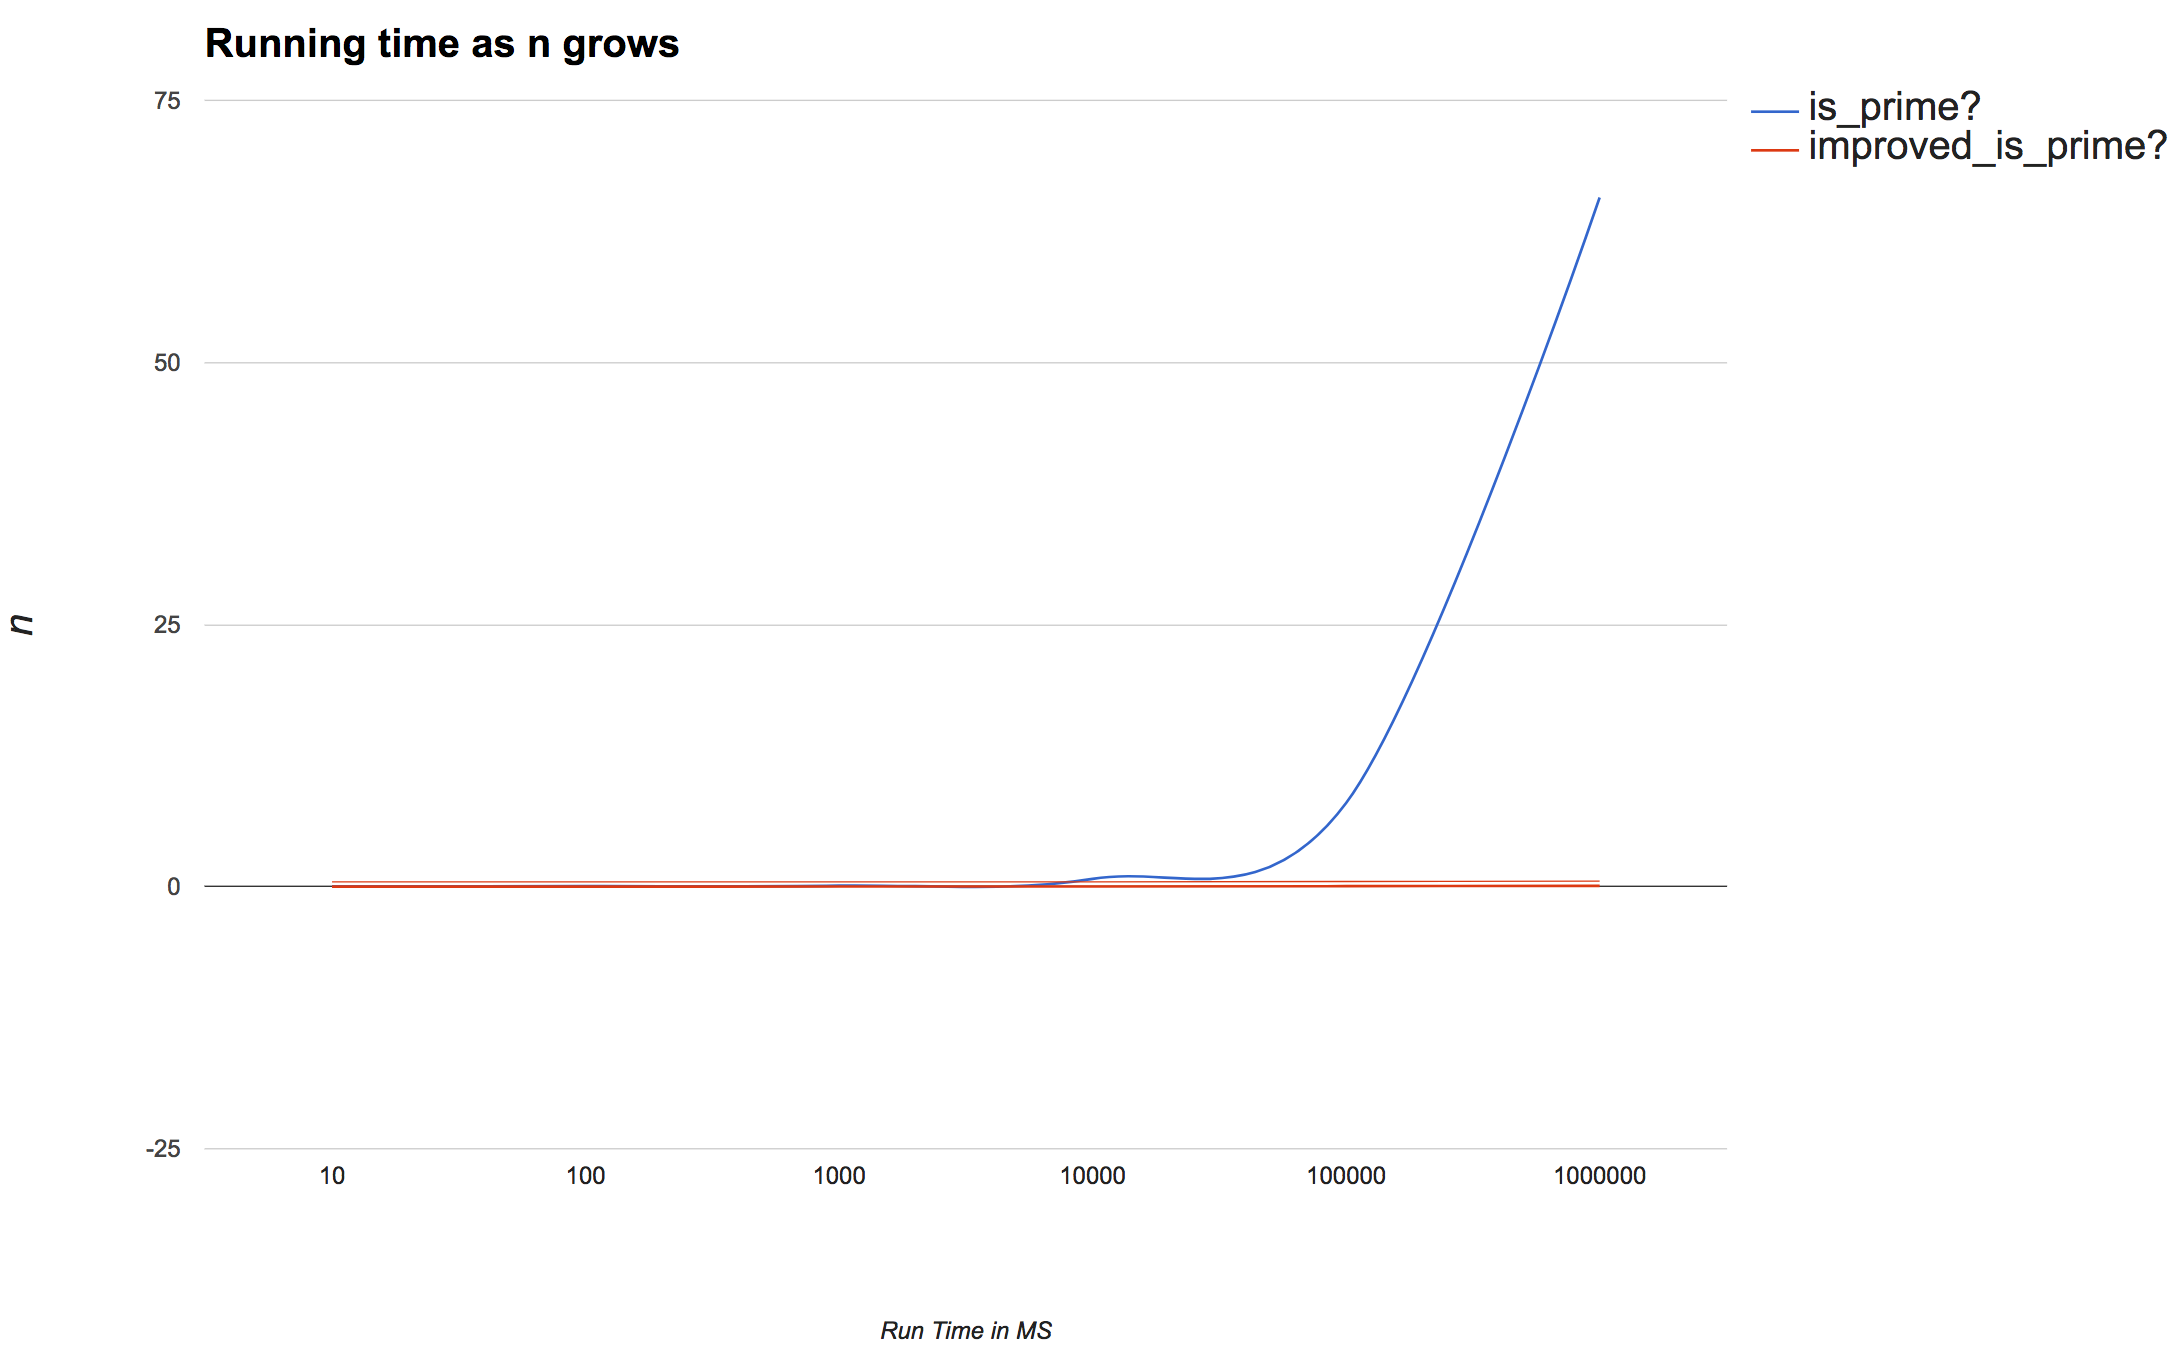 Running time as n grows
is_prime?
improved_is_prime?
75
50
25
0
-25
n
10 100 1000 10000 100000 1000000
Run Time in MS